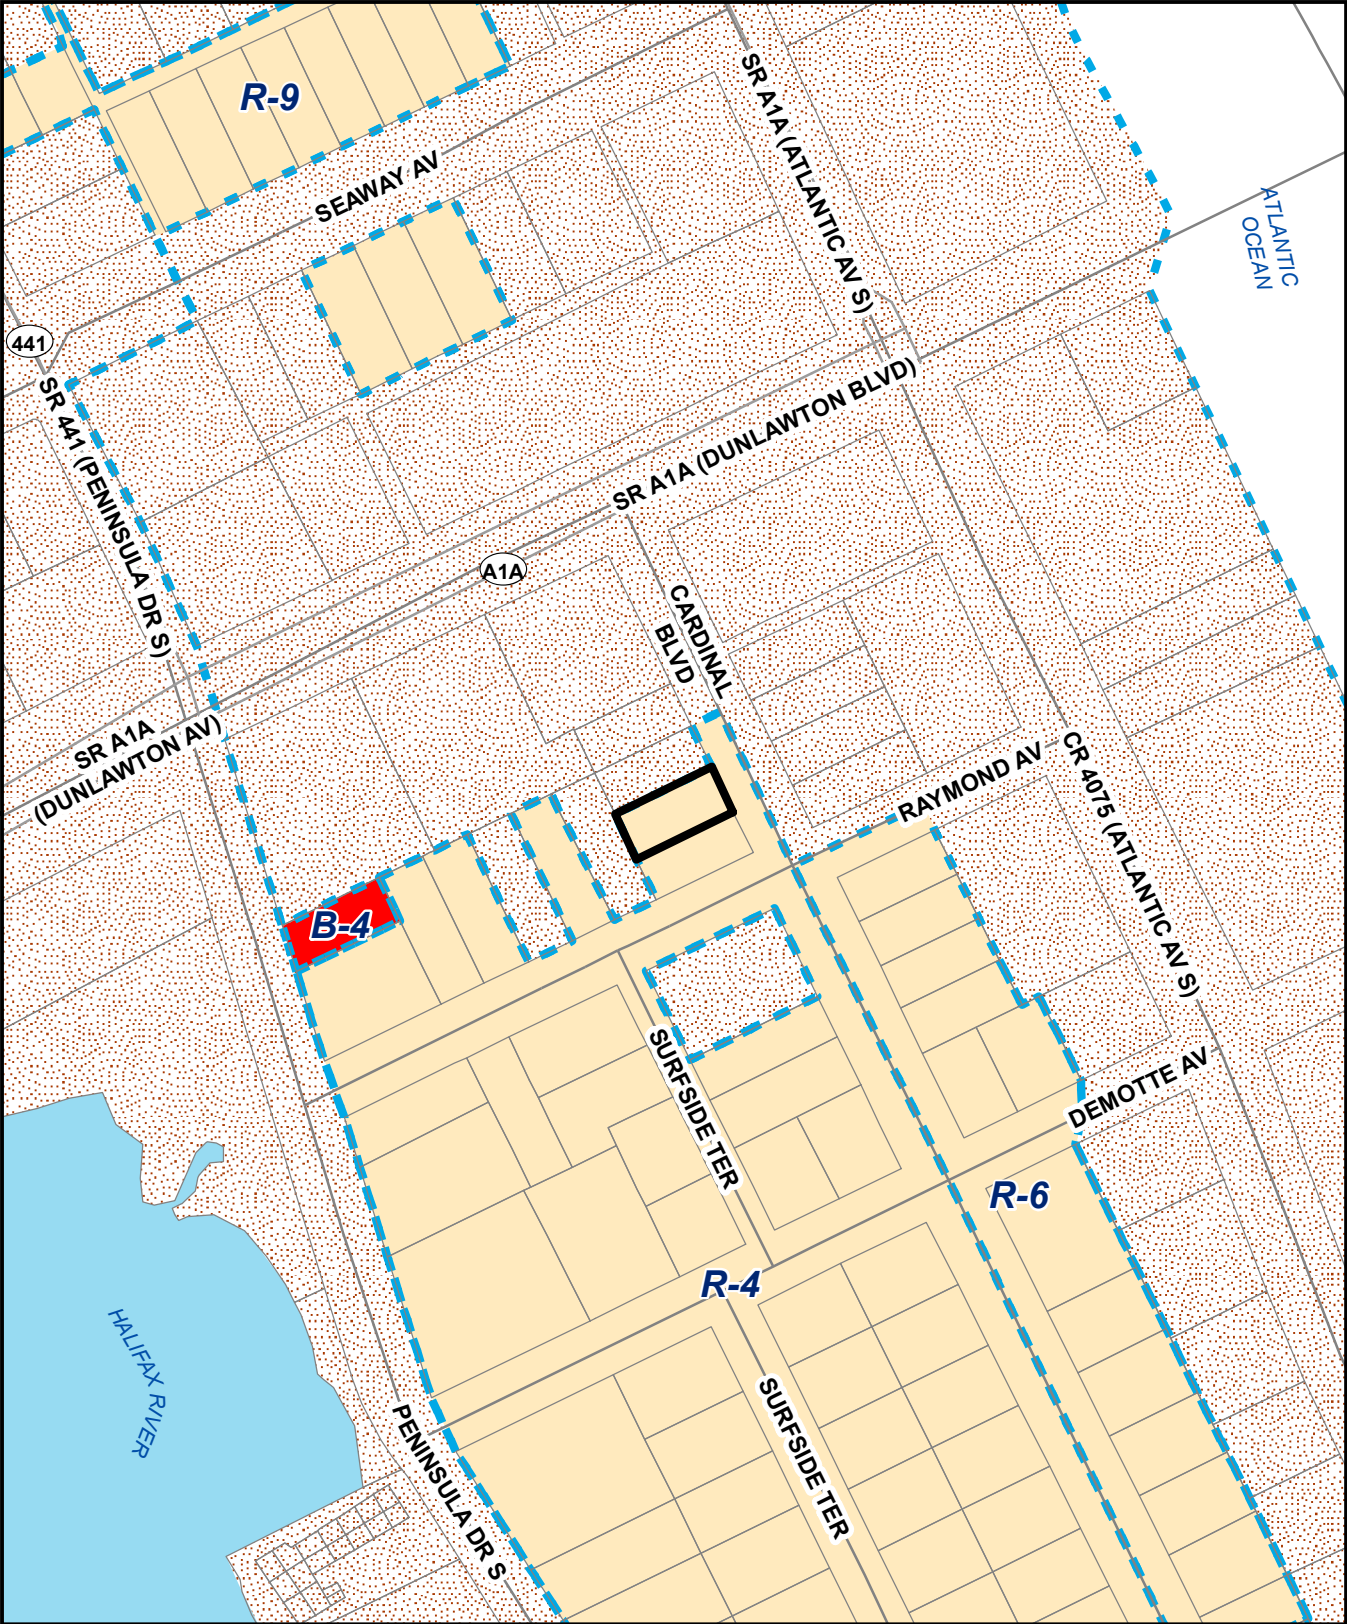 R-9
SEAWAY AV
SR A1A (ATLANTIC AV S)
ATLANTIC
OCEAN
441
SR 441 (PENINSULA DR S)
SR A1A (DUNLAWTON BLVD)
A1A
CARDINAL
BLVD
SR A1A
(DUNLAWTON AV)
RAYMOND AV
CR 4075 (ATLANTIC AV S)
B-4
SURFSIDE TER
DEMOTTE AV
R-6
R-4
HALIFAX RIVER
PENINSULA DR S
SURFSIDE TER